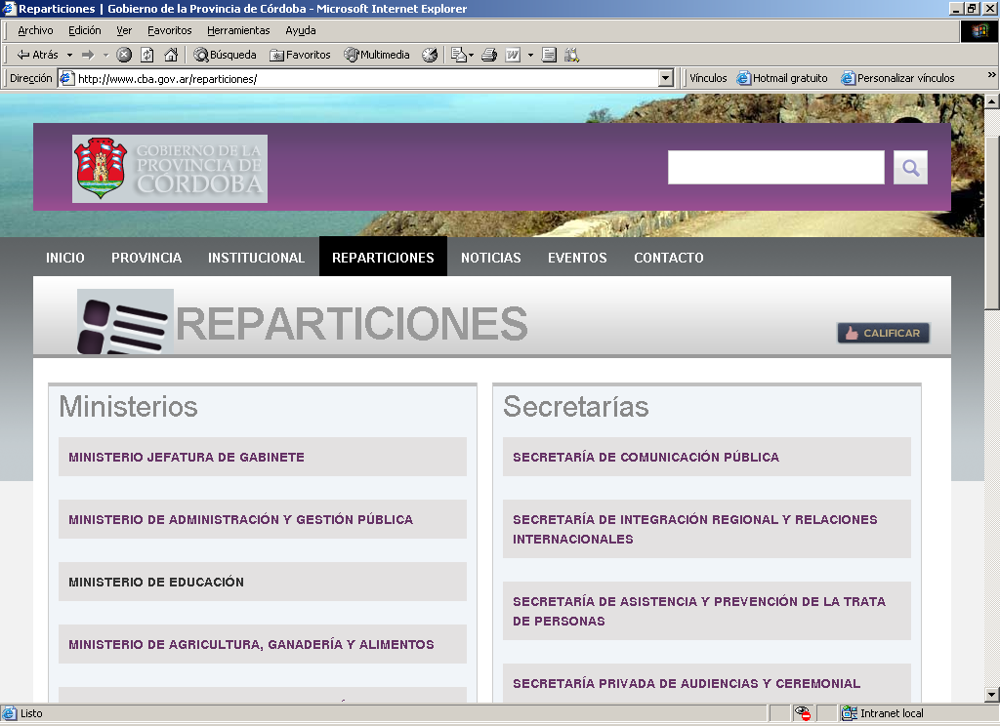 Reparticiones | Gobierno de la Provincia de Córdoba - Microsoft Internet Explorer
Archivo Edición Ver Favoritos Herramientas Ayuda
Atrás Búsqueda Favoritos Multimedia
Dirección http://www.cba.gov.ar/reparticiones/ Vínculos Hotmail gratuito Personalizar vínculos »
GOBIERNO DE LA
PROVINCIA DE
CÓRDOBA
INICIO PROVINCIA INSTITUCIONAL REPARTICIONES NOTICIAS EVENTOS CONTACTO
REPARTICIONES
CALIFICAR
Ministerios
MINISTERIO JEFATURA DE GABINETE
MINISTERIO DE ADMINISTRACIÓN Y GESTIÓN PÚBLICA
MINISTERIO DE EDUCACIÓN
MINISTERIO DE AGRICULTURA, GANADERÍA Y ALIMENTOS
Secretarías
SECRETARÍA DE COMUNICACIÓN PÚBLICA
SECRETARÍA DE INTEGRACIÓN REGIONAL Y RELACIONES
INTERNACIONALES
SECRETARÍA DE ASISTENCIA Y PREVENCIÓN DE LA TRATA
DE PERSONAS
SECRETARÍA PRIVADA DE AUDIENCIAS Y CEREMONIAL
Listo Intranet local